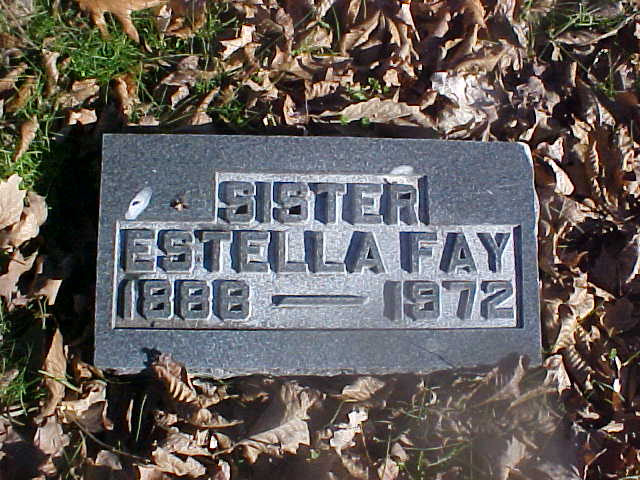 SISTER
ESTELLA FAY
1888 — 1972